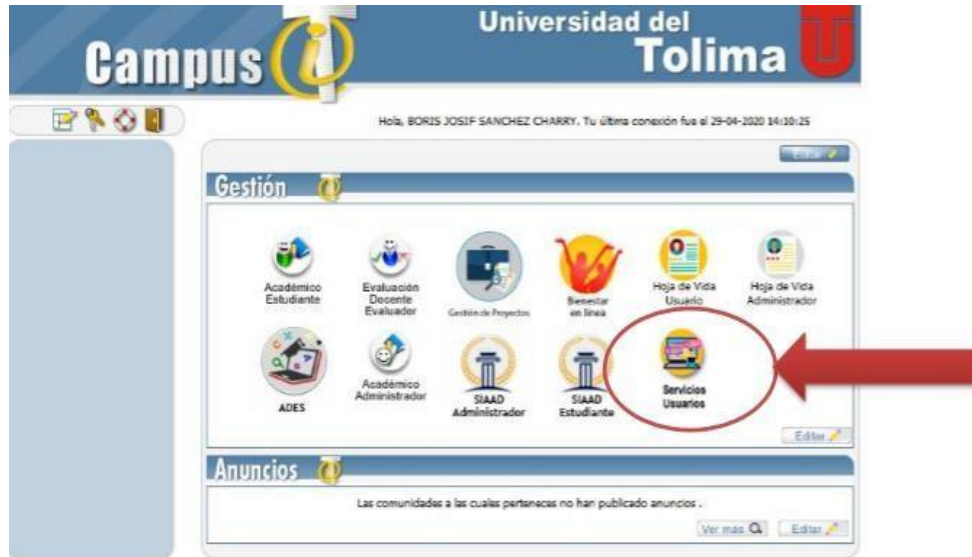 Campus
Universidad del
Tolima
Hola, BORIS JOSIF SANCHEZ CHARRY. Tu última conexión fue el 29-04-2020 14:10:25
Editar
Gestión
Académico
Estudiante
Evaluación
Docente
Evaluador
Gestión de Proyectos
Bienestar
en línea
Hoja de Vida
Usuario
Hoja de Vida
Administrador
ADES
Académico
Administrador
SIAAD
Administrador
SIAAD
Estudiante
Servicios
Usuarios
Editar
Anuncios
Las comunidades a las cuales perteneces no han publicado anuncios .
Ver más
Editar